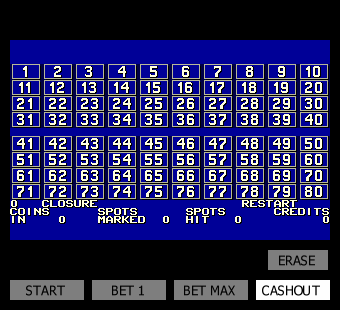 1 2 3 4 5 6 7 8 9 10
11 12 13 14 15 16 17 18 19 20
21 22 23 24 25 26 27 28 29 30
31 32 33 34 35 36 37 38 39 40
41 42 43 44 45 46 47 48 49 50
51 52 53 54 55 56 57 58 59 60
61 62 63 64 65 66 67 68 69 70
71 72 73 74 75 76 77 78 79 80
0 CLOSURE RESTART
COINS SPOTS SPOTS CREDITS
IN 0 MARKED 0 HIT 0 0
ERASE
START BET 1 BET MAX CASHOUT